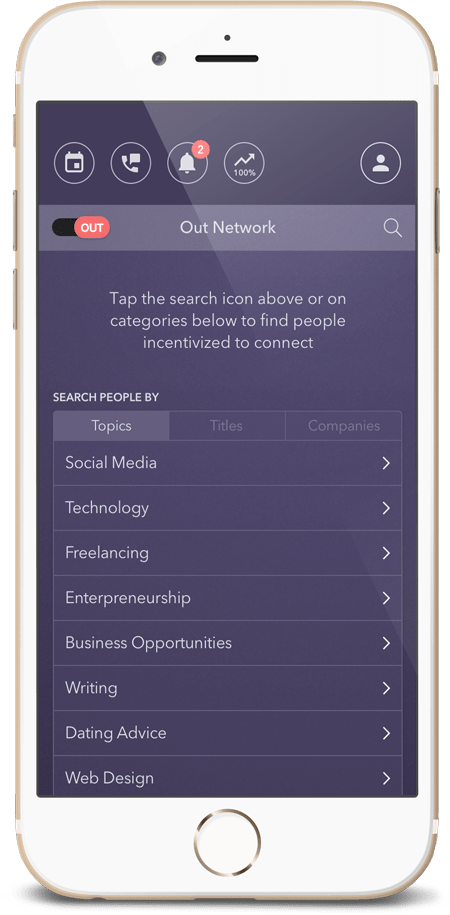 2
100%
OUT
Out Network
Tap the search icon above or on
categories below to find people
incentivized to connect
SEARCH PEOPLE BY
Topics
Titles
Companies
Social Media
Technology
Freelancing
Enterpreneurship
Business Opportunities
Writing
Dating Advice
Web Design